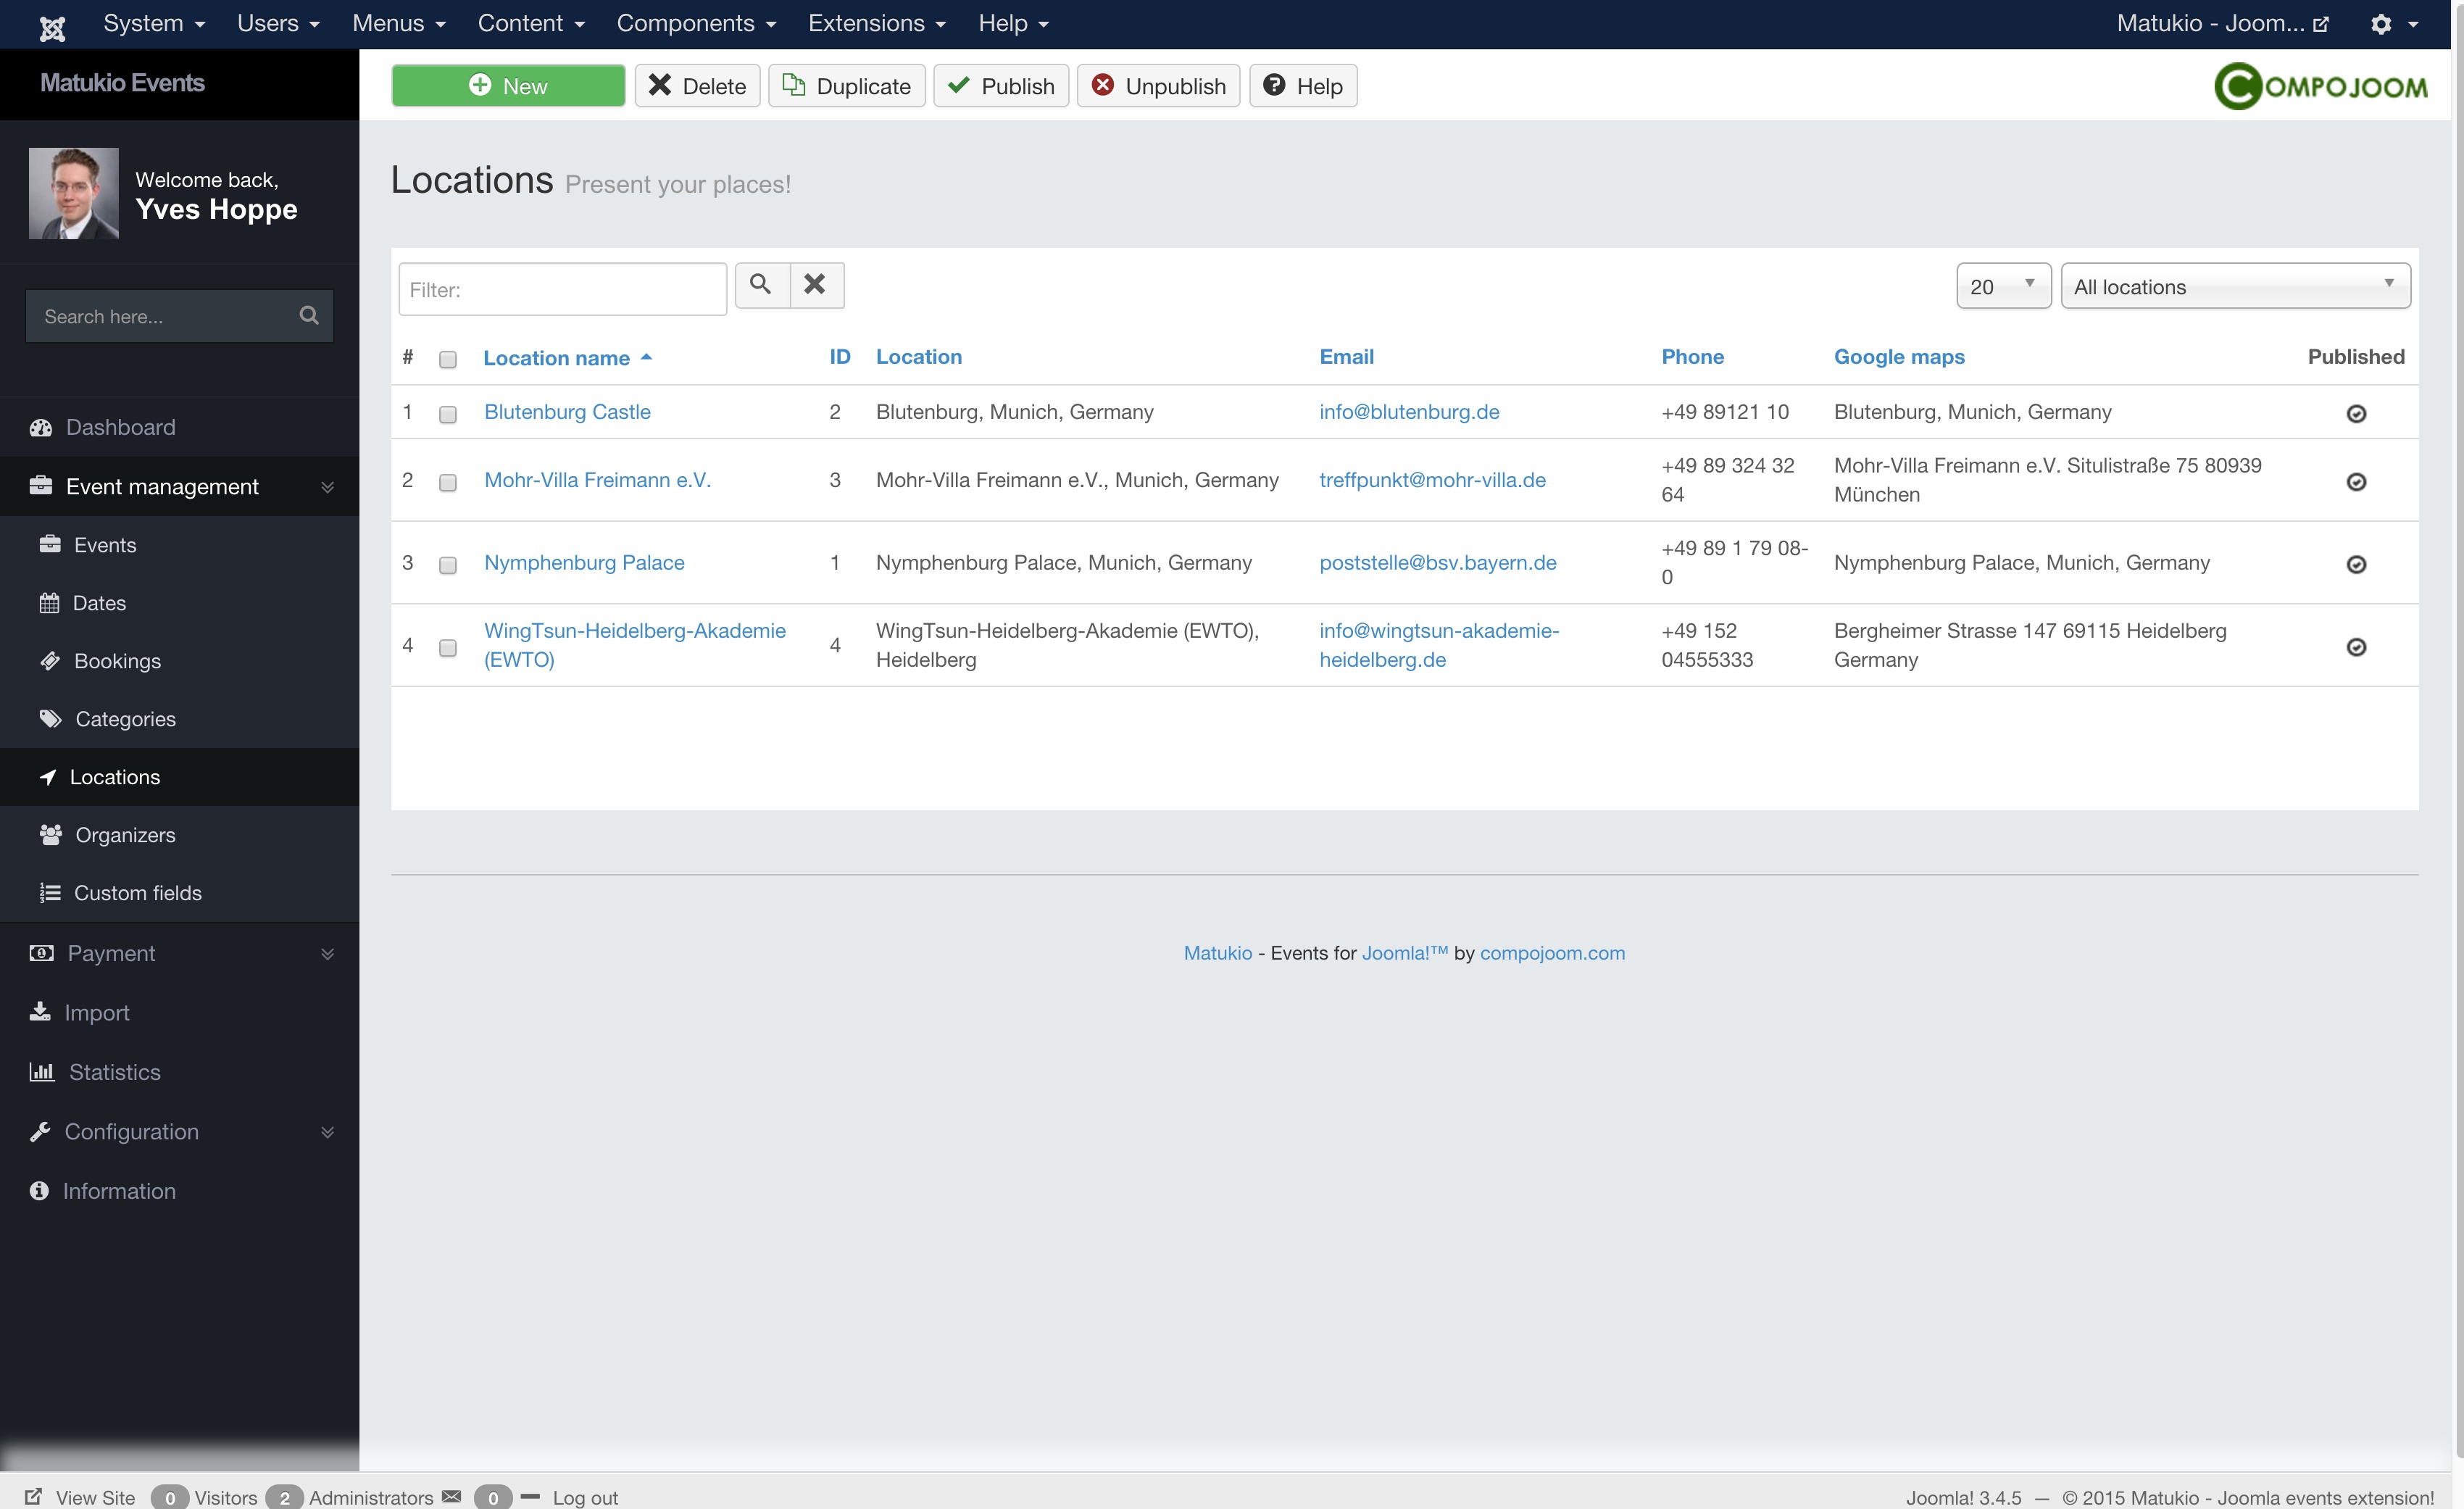 System Users Menus Content Components Extensions Help Matukio - Joom...
Matukio Events
New Delete Duplicate Publish Unpublish Help
COMPOJOOM
Welcome back,
Yves Hoppe
Search here...
Dashboard
Event management
Events
Dates
Bookings
Categories
Locations
Organizers
Custom fields
Payment
Import
Statistics
Configuration
Information
Locations Present your places!
Filter:
20 All locations
# Location name ID Location Email Phone Google maps Published
1 Blutenburg Castle 2 Blutenburg, Munich, Germany info@blutenburg.de +49 89121 10 Blutenburg, Munich, Germany
2 Mohr-Villa Freimann e.V. 3 Mohr-Villa Freimann e.V., Munich, Germany treffpunkt@mohr-villa.de +49 89 324 32 Mohr-Villa Freimann e.V. Situlistraße 75 80939
64 München
3 Nymphenburg Palace 1 Nymphenburg Palace, Munich, Germany poststelle@bsv.bayern.de +49 89 1 79 08- Nymphenburg Palace, Munich, Germany
0
4 WingTsun-Heidelberg-Akademie 4 WingTsun-Heidelberg-Akademie (EWTO), info@wingtsun-akademie- +49 152 Bergheimer Strasse 147 69115 Heidelberg
(EWTO) Heidelberg heidelberg.de 04555333 Germany
Matukio - Events for Joomla!™ by compojoom.com
View Site 0 Visitors 2 Administrators 0 Log out Joomla! 3.4.5 — © 2015 Matukio - Joomla events extension!